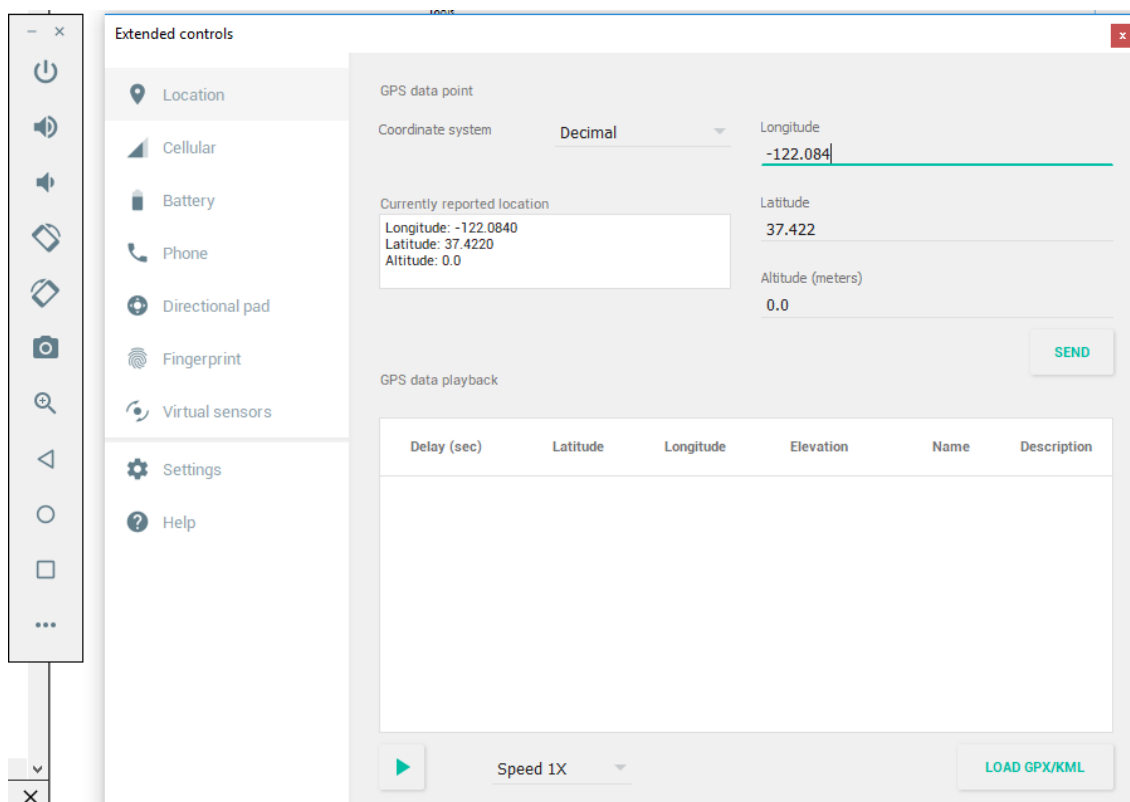 Extended controls
Location
Cellular
Battery
Phone
Directional pad
Fingerprint
Virtual sensors
Settings
Help
GPS data point
Coordinate system
Decimal
Longitude
-122.084
Currently reported location
Longitude: -122.0840
Latitude: 37.4220
Altitude: 0.0
Latitude
37.422
Altitude (meters)
0.0
SEND
GPS data playback
Delay (sec) Latitude Longitude Elevation Name Description
Speed 1X
LOAD GPX/KML